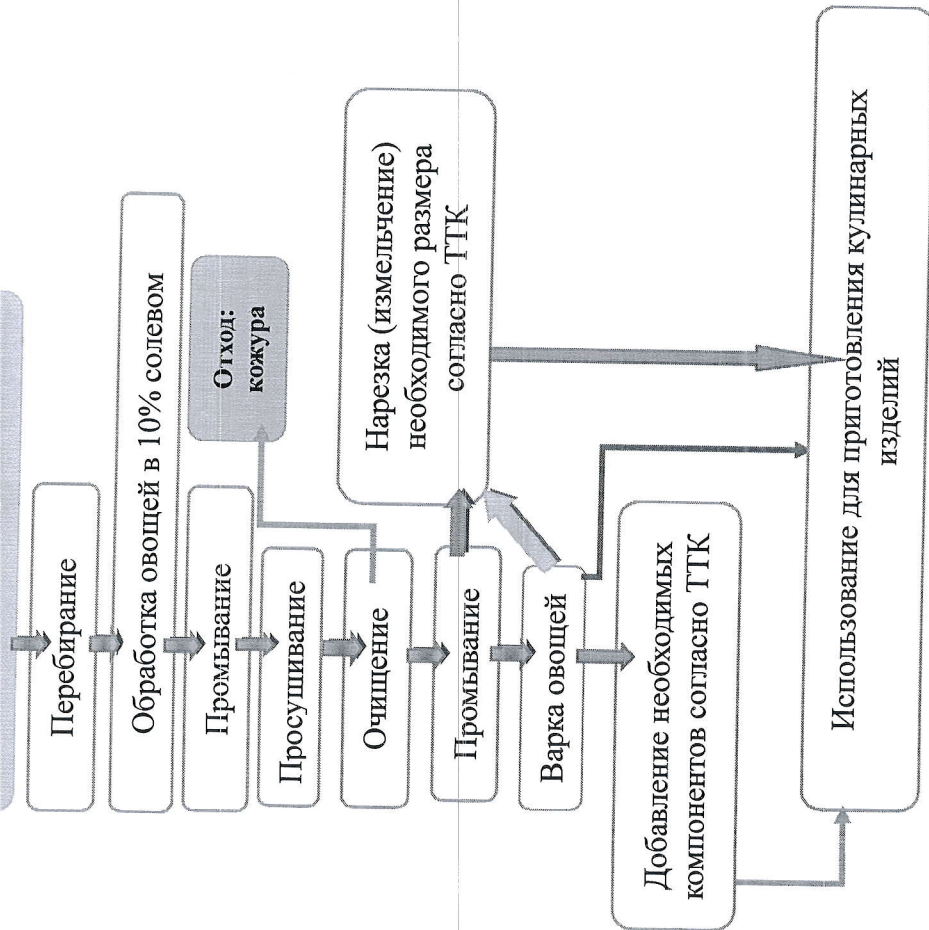 Перебирание
Обработка овощей в 10% солевом
Промывание
Просушивание
Отход:
кожура
Очищение
Промывание
Нарезка (измельчение)
необходимого размера
согласно ТТК
Варка овощей
Добавление необходимых
компонентов согласно ТТК
Использование для приготовления кулинарных
изделий